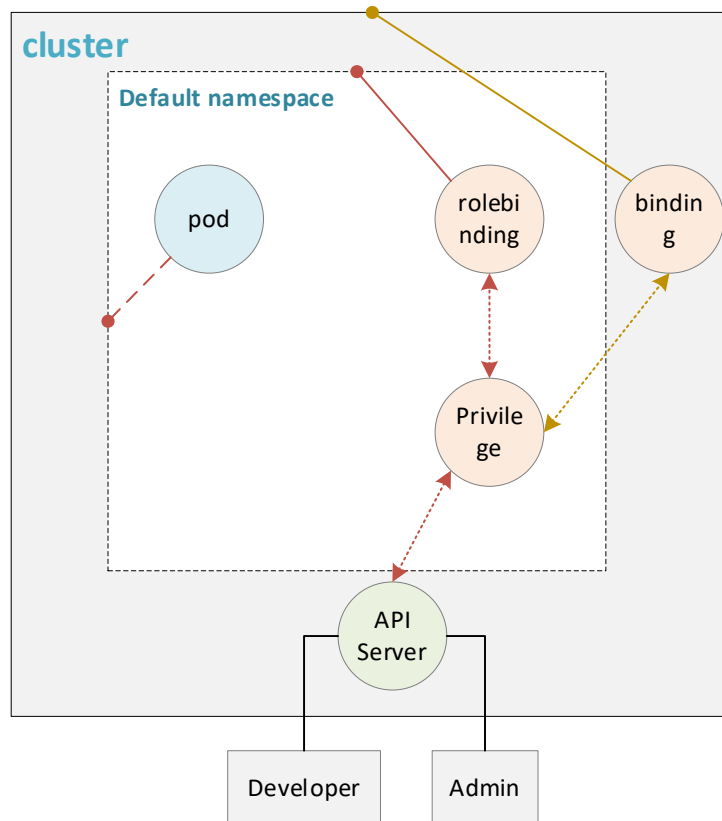 cluster
Default namespace
pod
rolebi
nding
bindin
g
Privile
ge
API
Server
Developer
Admin